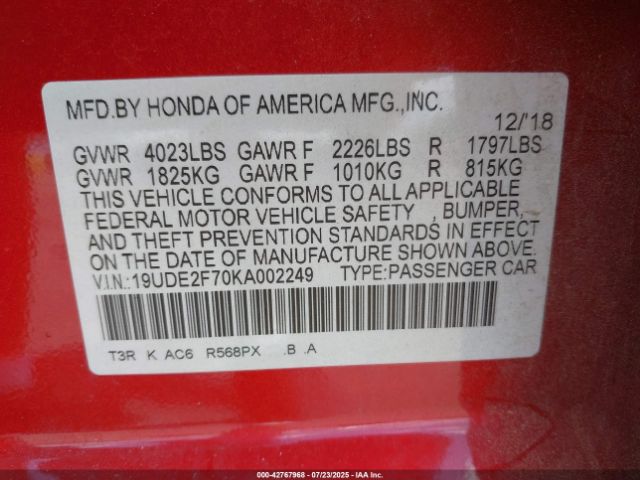 MFD.BY HONDA OF AMERICA MFG.,INC.
12/'18
GVWR 4023LBS GAWR F 2226LBS R 1797LBS
GVWR 1825KG GAWR F 1010KG R 815KG
THIS VEHICLE CONFORMS TO ALL APPLICABLE
FEDERAL MOTOR VEHICLE SAFETY , BUMPER,
AND THEFT PREVENTION STANDARDS IN EFFECT
ON THE DATE OF MANUFACTURE SHOWN ABOVE.
V.I.N.: 19UDE2F70KA002249 TYPE:PASSENGER CAR
T3R K AC6 R568PX .B .A
000-42767968 | 07/23/2025 - IAA Inc.